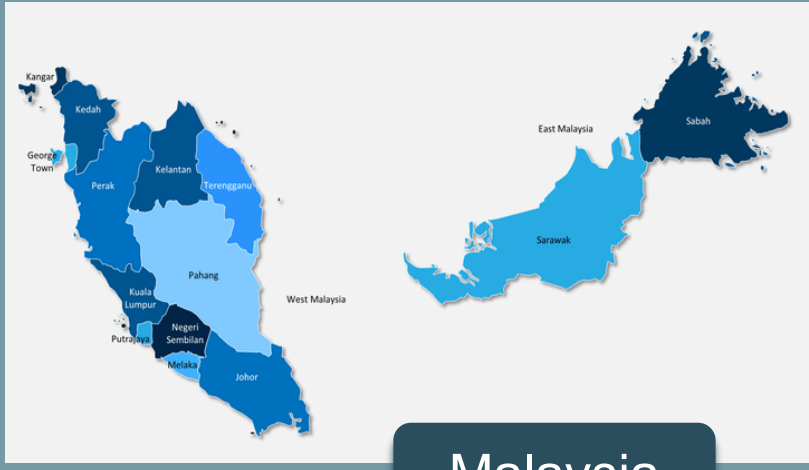 Kangar
Kedah
George
Town
Perak
Kelantan
Terengganu
Pahang
Kuala
Lumpur
Putrajaya
Negeri
Sembilan
Melaka
Johor
West Malaysia
East Malaysia
Sabah
Sarawak
Malaysia